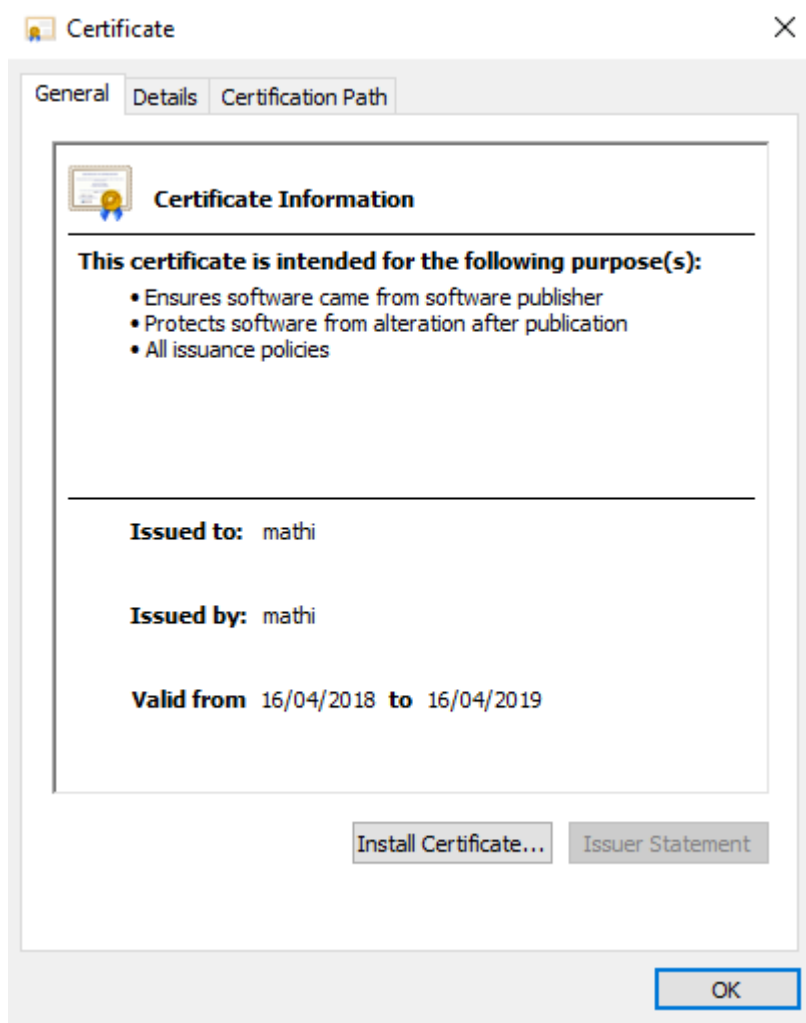 Certificate
General Details Certification Path
Certificate Information
This certificate is intended for the following purpose(s):
• Ensures software came from software publisher
• Protects software from alteration after publication
• All issuance policies
Issued to: mathi
Issued by: mathi
Valid from 16/04/2018 to 16/04/2019
Install Certificate... Issuer Statement
OK